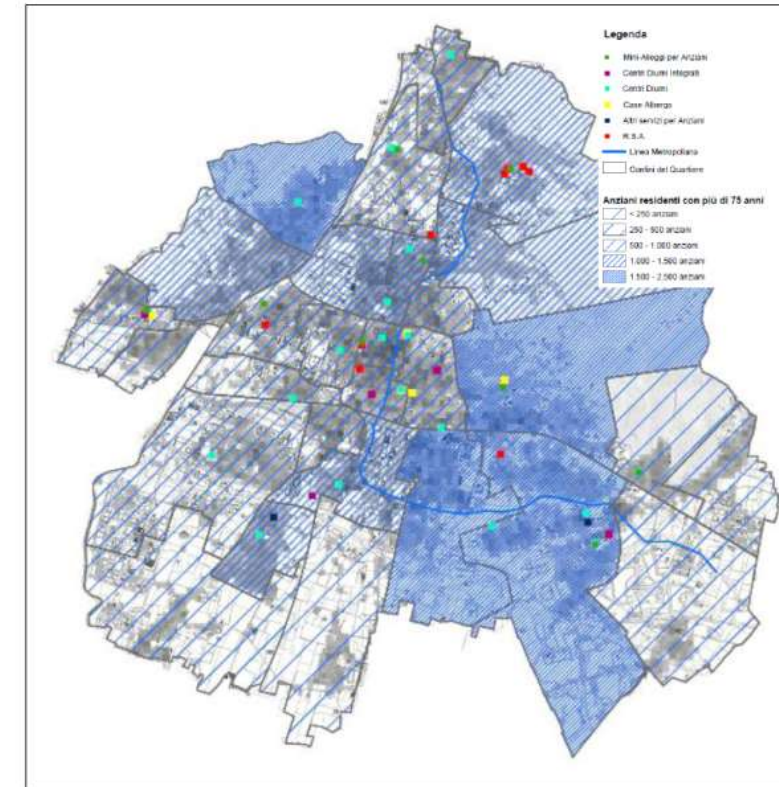 Legenda
Mini-Alloggi per Anziani
Centri Diurni Integrati
Centri Diurni
Case Albergo
Altri servizi per Anziani
R.S.A.
Linea Metropolitana
Confini del Quartiere
Anziani residenti con più di 75 anni
< 250 anziani
250 - 500 anziani
500 - 1.000 anziani
1.000 - 1.500 anziani
1.500 - 2.500 anziani